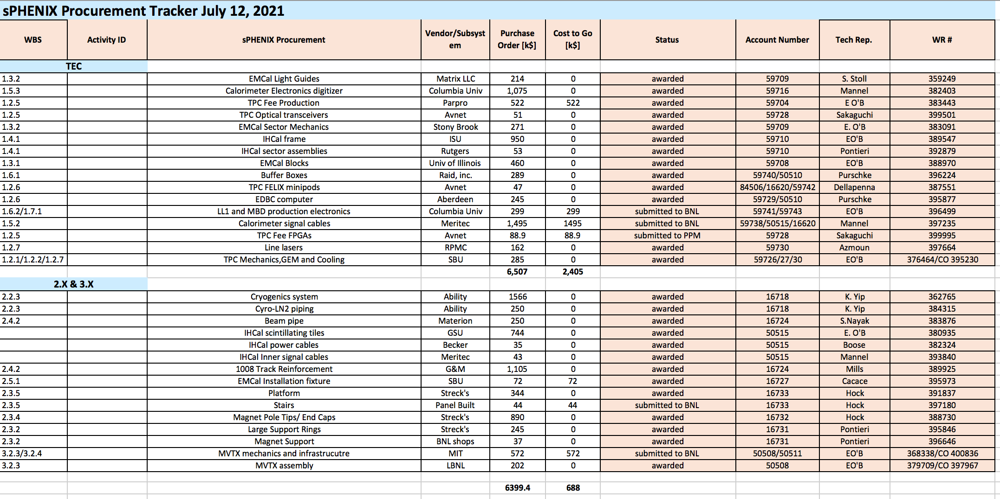 sPHENIX Procurement Tracker July 12, 2021
WBS Activity ID sPHENIX Procurement Vendor/Subsystem Purchase Order [k$] Cost to Go [k$] Status Account Number Tech Rep. WR #
TEC
1.3.2 EMCal Light Guides Matrix LLC 214 0 awarded 59709 S. Stoll 359249
1.5.3 Calorimeter Electronics digitizer Columbia Univ 1,075 0 awarded 59716 Mannel 382403
1.2.5 TPC Fee Production Parpro 522 522 awarded 59704 E O'B 383443
1.2.5 TPC Optical transceivers Avnet 51 0 awarded 59728 Sakaguchi 399501
1.3.2 EMCal Sector Mechanics Stony Brook 271 0 awarded 59709 E. O'B 383091
1.4.1 IHCal frame ISU 950 0 awarded 59710 EO'B 389547
1.4.1 IHCal sector assemblies Rutgers 53 0 awarded 59710 Pontieri 392879
1.3.1 EMCal Blocks Univ of Illinois 460 0 awarded 59708 EO'B 388970
1.6.1 Buffer Boxes Raid, inc. 289 0 awarded 59740/50510 Purschke 396224
1.2.6 TPC FELIX minipods Avnet 47 0 awarded 84506/16620/59742 Dellapenna 387551
1.2.6 EDBC computer Aberdeen 245 0 awarded 59729/50510 Purschke 395877
1.6.2/1.7.1 LL1 and MBD production electronics Columbia Univ 299 299 submitted to BNL 59741/59743 EO'B 396499
1.5.2 Calorimeter signal cables Meritec 1,495 1495 submitted to BNL 59738/50515/16620 Mannel 397235
1.2.5 TPC Fee FPGAs Avnet 88.9 88.9 submitted to PPM 59728 Sakaguchi 399995
1.2.7 Line lasers RPMC 162 0 awarded 59730 Azmoun 397664
1.2.1/1.2.2/1.2.7 TPC Mechanics,GEM and Cooling SBU 285 0 awarded 59726/27/30 EO'B 376464/CO 395230
6,507 2,405
2.X & 3.X
2.2.3 Cryogenics system Ability 1566 0 awarded 16718 K. Yip 362765
2.2.3 Cyro-LN2 piping Ability 250 0 awarded 16718 K. Yip 384315
2.4.2 Beam pipe Materion 250 0 awarded 16724 S.Nayak 383876
IHCal scintillating tiles GSU 744 0 awarded 50515 E. O'B 380935
IHCal power cables Becker 35 0 awarded 50515 Boose 382324
IHCal Inner signal cables Meritec 43 0 awarded 50515 Mannel 393840
2.4.2 1008 Track Reinforcement G&M 1,105 0 awarded 16724 Mills 389925
2.5.1 EMCal Installation fixture SBU 72 72 awarded 16727 Cacace 395973
2.3.5 Platform Streck's 344 0 awarded 16733 Hock 391837
2.3.5 Stairs Panel Built 44 44 submitted to BNL 16733 Hock 397180
2.3.4 Magnet Pole Tips/ End Caps Streck's 890 0 awarded 16732 Hock 388730
2.3.2 Large Support Rings Streck's 245 0 awarded 16731 Pontieri 395846
2.3.2 Magnet Support BNL shops 37 0 awarded 16731 Pontieri 396646
3.2.3/3.2.4 MVTX mechanics and infrastrucutre MIT 572 572 submitted to BNL 50508/50511 EO'B 368338/CO 400836
3.2.3 MVTX assembly LBNL 202 0 awarded 50508 EO'B 379709/CO 397967
6399.4 688